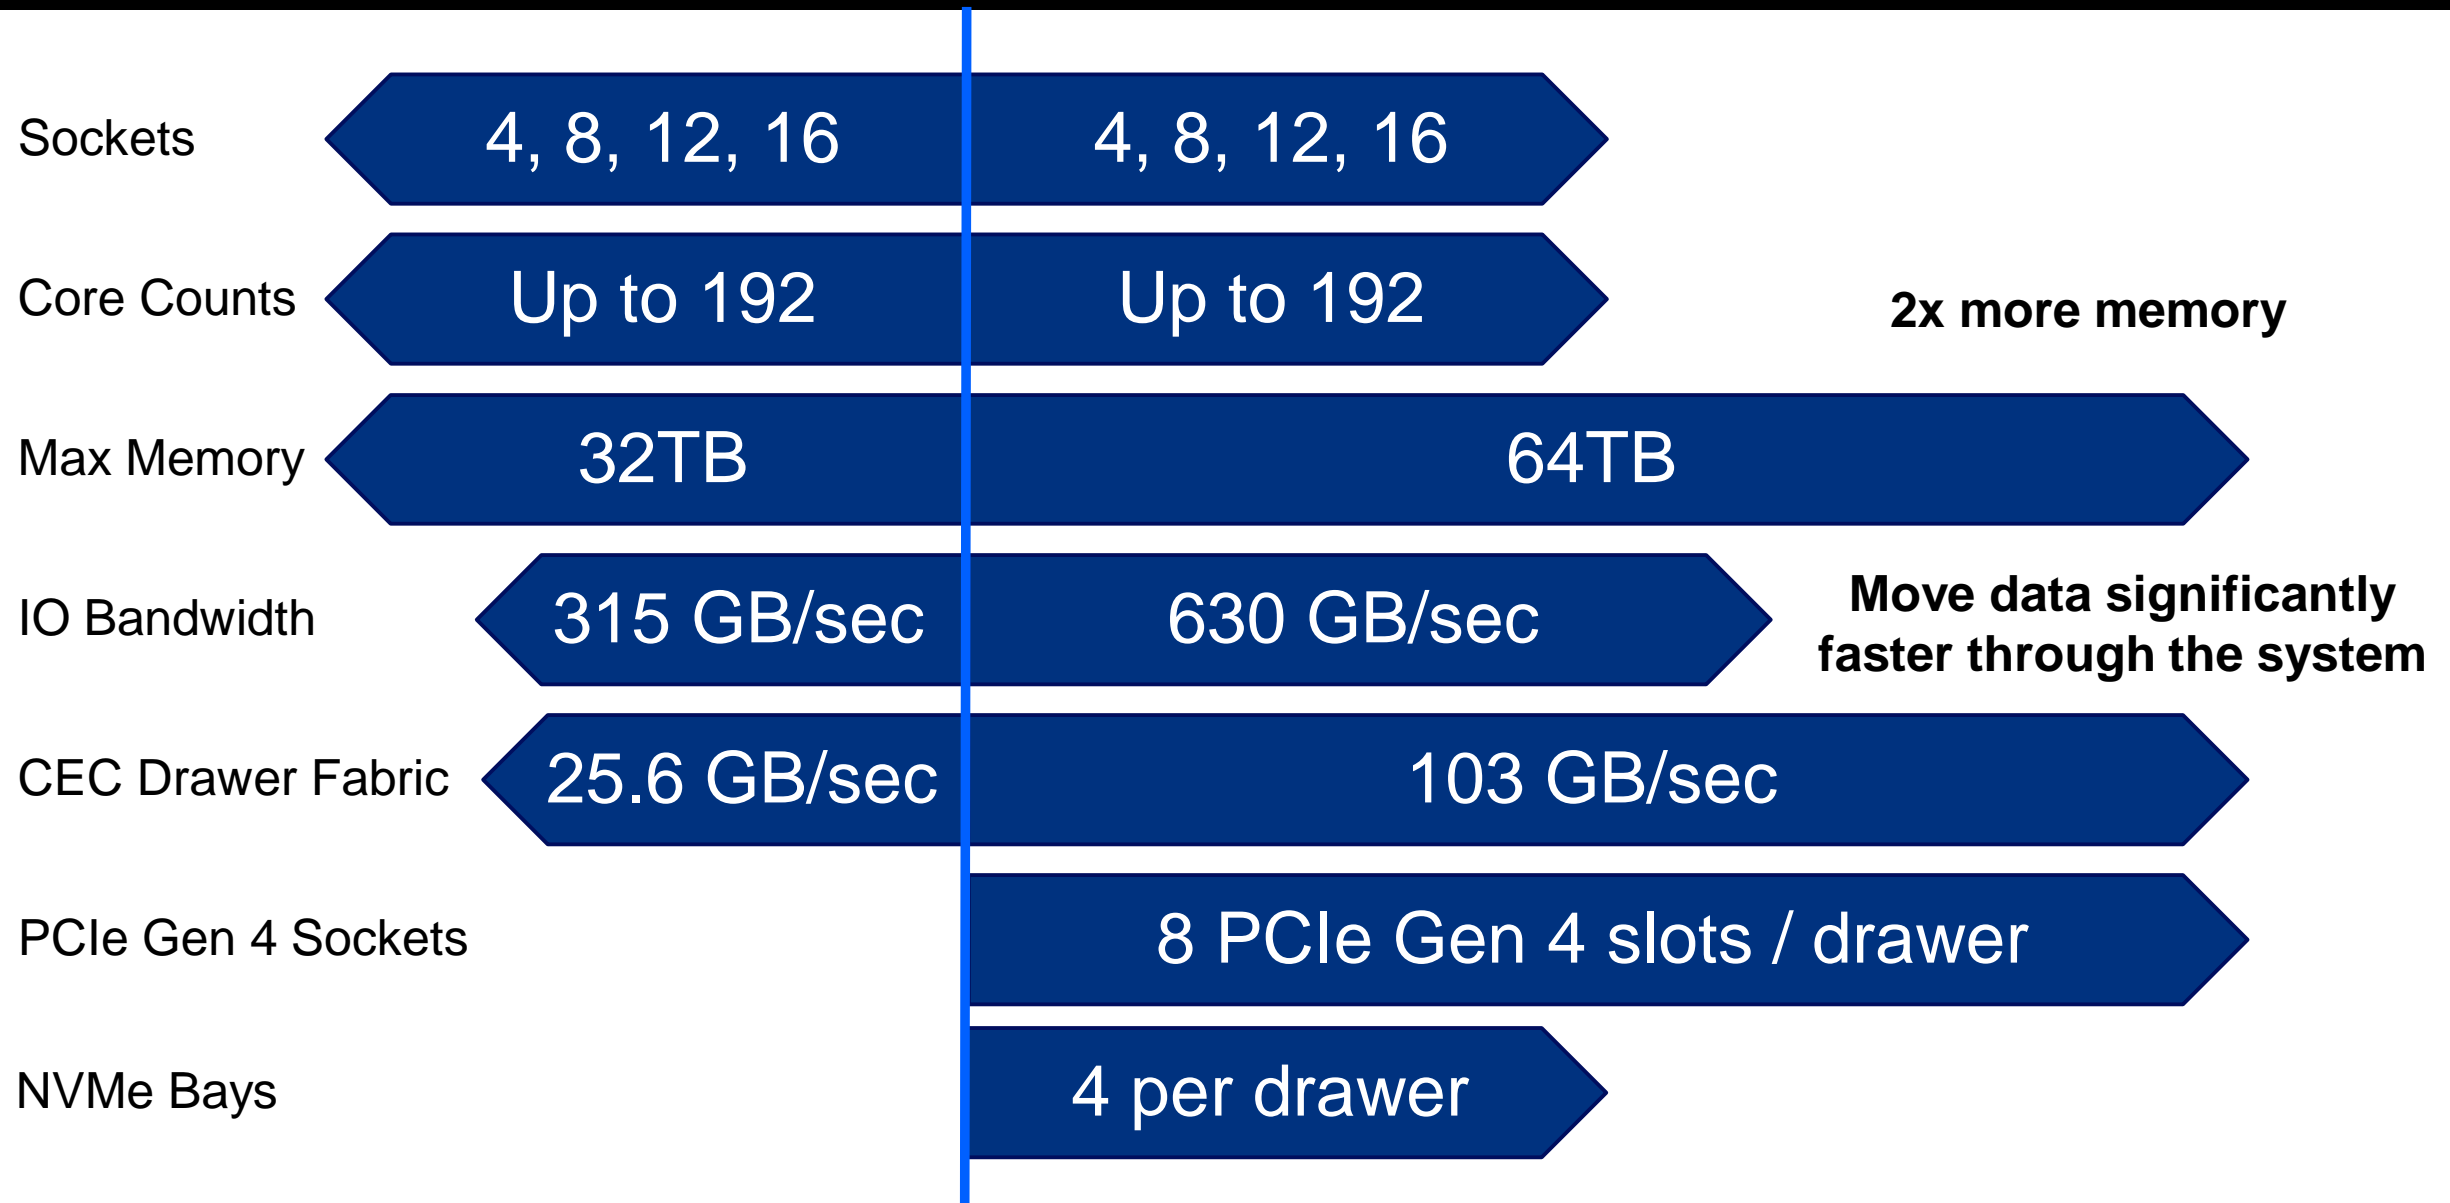 Sockets
4, 8, 12, 16
4, 8, 12, 16
Core Counts
Up to 192
Up to 192
2x more memory
Max Memory
32TB
64TB
IO Bandwidth
315 GB/sec
630 GB/sec
Move data significantly
faster through the system
CEC Drawer Fabric
25.6 GB/sec
103 GB/sec
PCIe Gen 4 Sockets
8 PCIe Gen 4 slots / drawer
NVMe Bays
4 per drawer